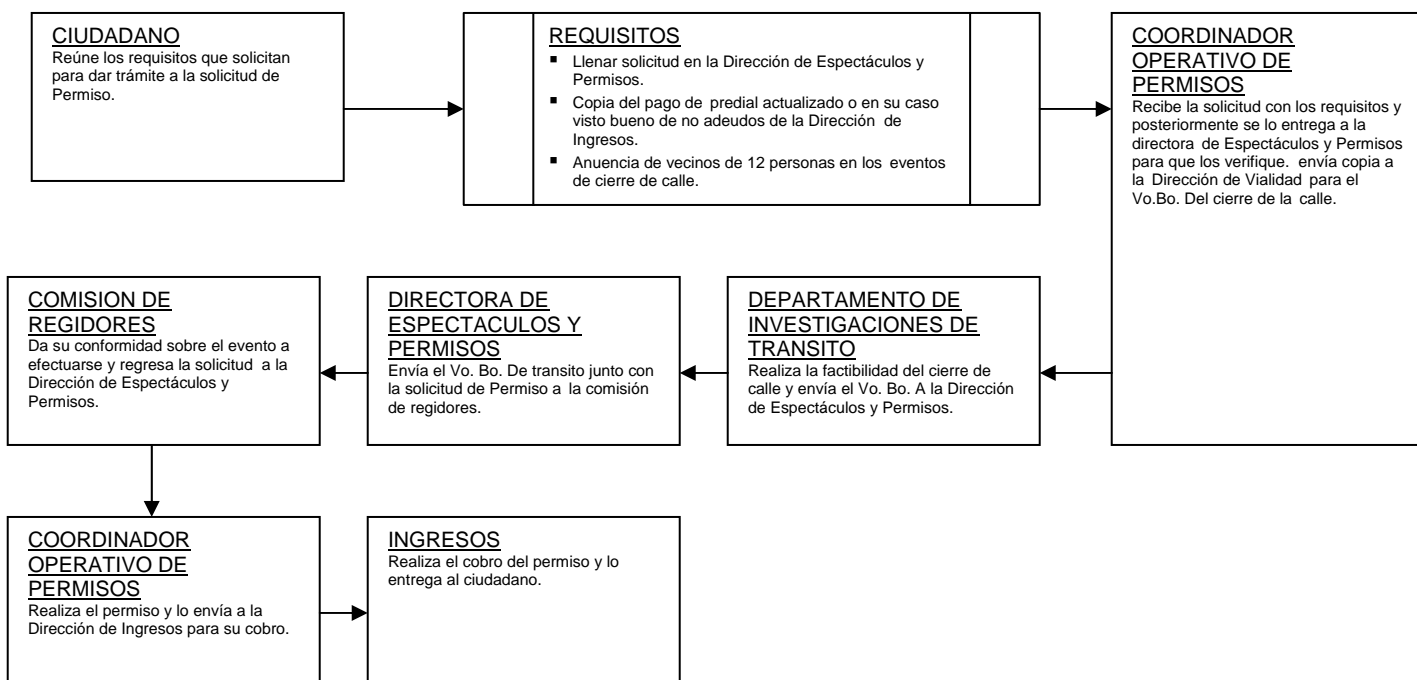 CIUDADANO
Reúne los requisitos que solicitan
para dar trámite a la solicitud de
Permiso.
REQUISITOS
▪ Llenar solicitud en la Dirección de Espectáculos y
Permisos.
▪ Copia del pago de predial actualizado o en su caso
visto bueno de no adeudos de la Dirección de
Ingresos.
▪ Anuencia de vecinos de 12 personas en los eventos
de cierre de calle.
COORDINADOR
OPERATIVO DE
PERMISOS
Recibe la solicitud con los requisitos y
posteriormente se lo entrega a la
directora de Espectáculos y Permisos
para que los verifique. envía copia a
la Dirección de Vialidad para el
Vo.Bo. Del cierre de la calle.
DEPARTAMENTO DE
INVESTIGACIONES DE
TRANSITO
Realiza la factibilidad del cierre de
calle y envía el Vo. Bo. A la Dirección
de Espectáculos y Permisos.
DIRECTORA DE
ESPECTACULOS Y
PERMISOS
Envía el Vo. Bo. De transito junto con
la solicitud de Permiso a la comisión
de regidores.
COMISION DE
REGIDORES
Da su conformidad sobre el evento a
efectuarse y regresa la solicitud a la
Dirección de Espectáculos y
Permisos.
COORDINADOR
OPERATIVO DE
PERMISOS
Realiza el permiso y lo envía a la
Dirección de Ingresos para su cobro.
INGRESOS
Realiza el cobro del permiso y lo
entrega al ciudadano.